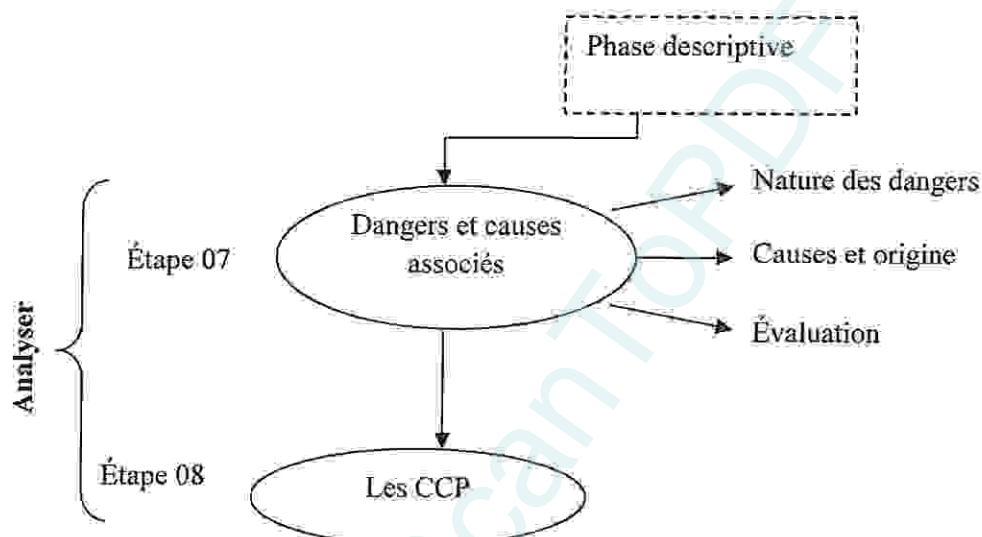 Phase descriptive
Nature des dangers
Dangers et causes
associés
Étape 07
Causes et origine
Évaluation
Analyser
Étape 08
Les CCP
canToPDF